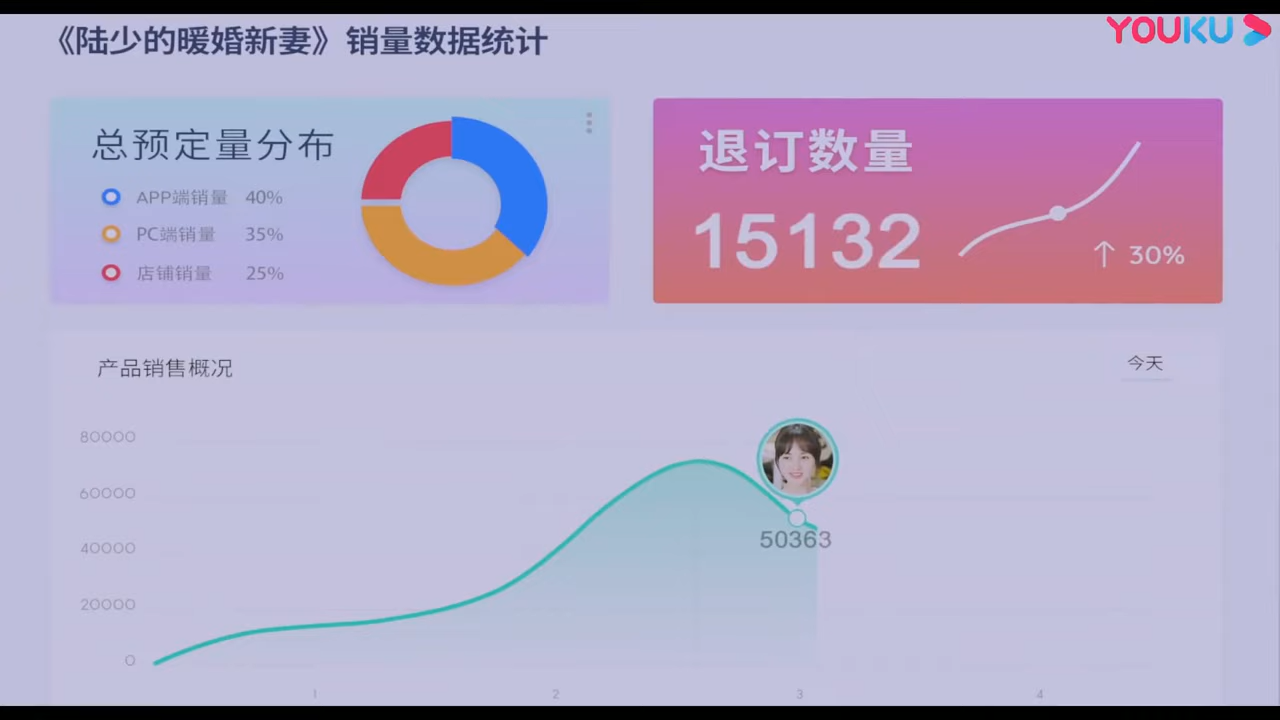 《陆少的暖婚新妻》销量数据统计
YOUKU
总预定量分布
APP端销量 40%
PC端销量 35%
店铺销量 25%
退订数量
15132
↑ 30%
产品销售概况
今天
80000
60000
40000
20000
0
50363
1 2 3 4